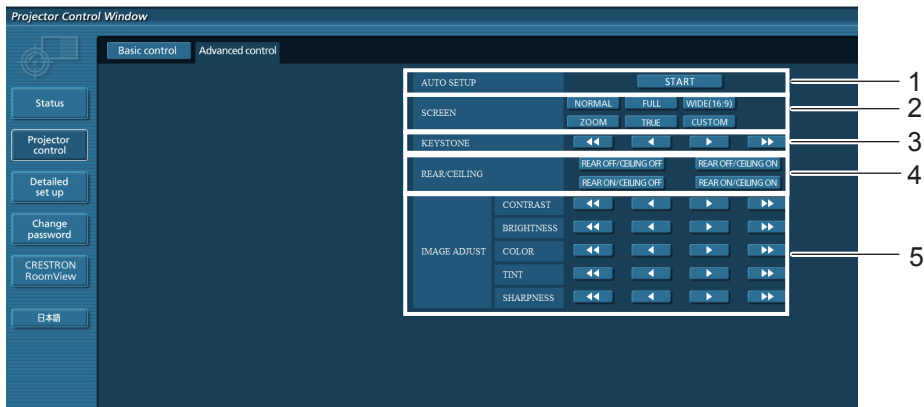 Projector Control Window
Basic control Advanced control
Status
Projector
control
Detailed
set up
Change
password
CRESTRON
RoomView
日本語
AUTO SETUP START 1
SCREEN NORMAL FULL WIDE(16:9) 2
ZOOM TRUE CUSTOM
KEYSTONE 3
REAR/CEILING REAR OFF/CEILING OFF REAR OFF/CEILING ON 4
REAR ON/CEILING OFF REAR ON/CEILING ON
IMAGE ADJUST
CONTRAST
BRIGHTNESS
COLOR 5
TINT
SHARPNESS